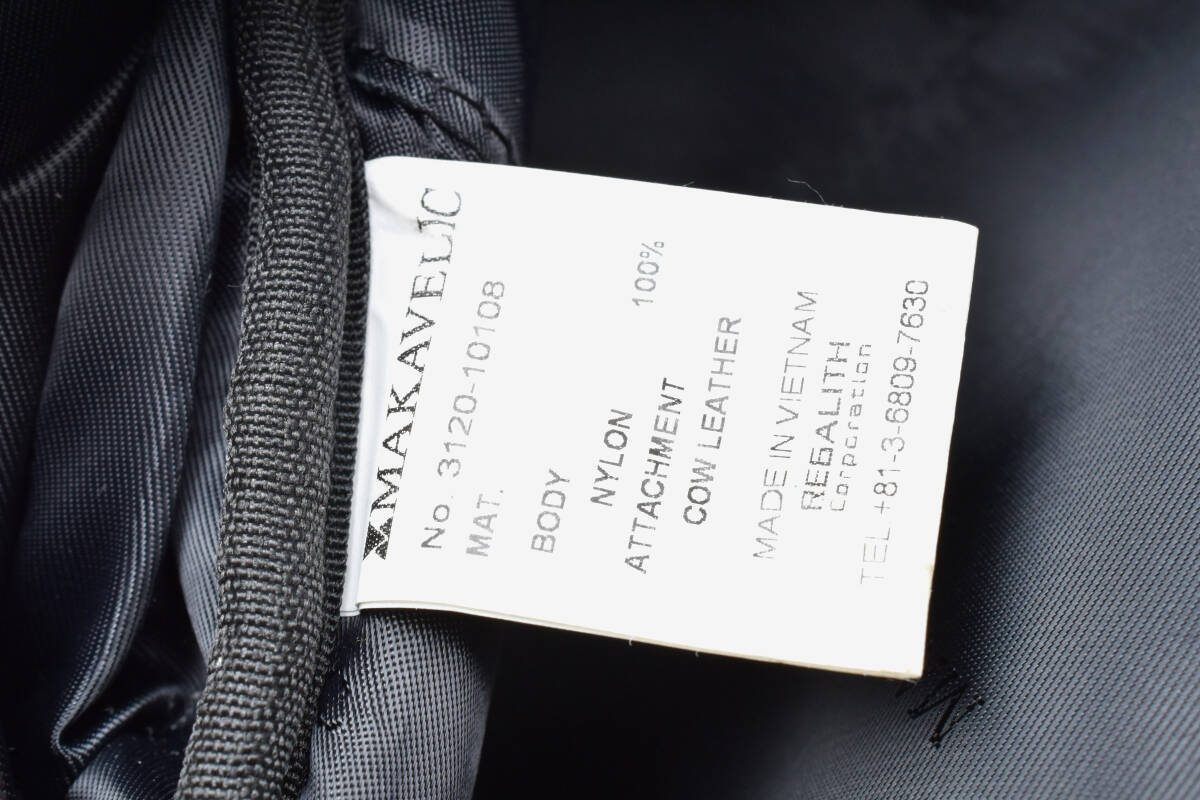 MAKAVELIC
No. 3120-10108
MAT.
BODY
NYLON 100%
ATTACHMENT
COW LEATHER
MADE IN VIETNAM
REGALITH
Corporation
TEL +81-3-6809-7630